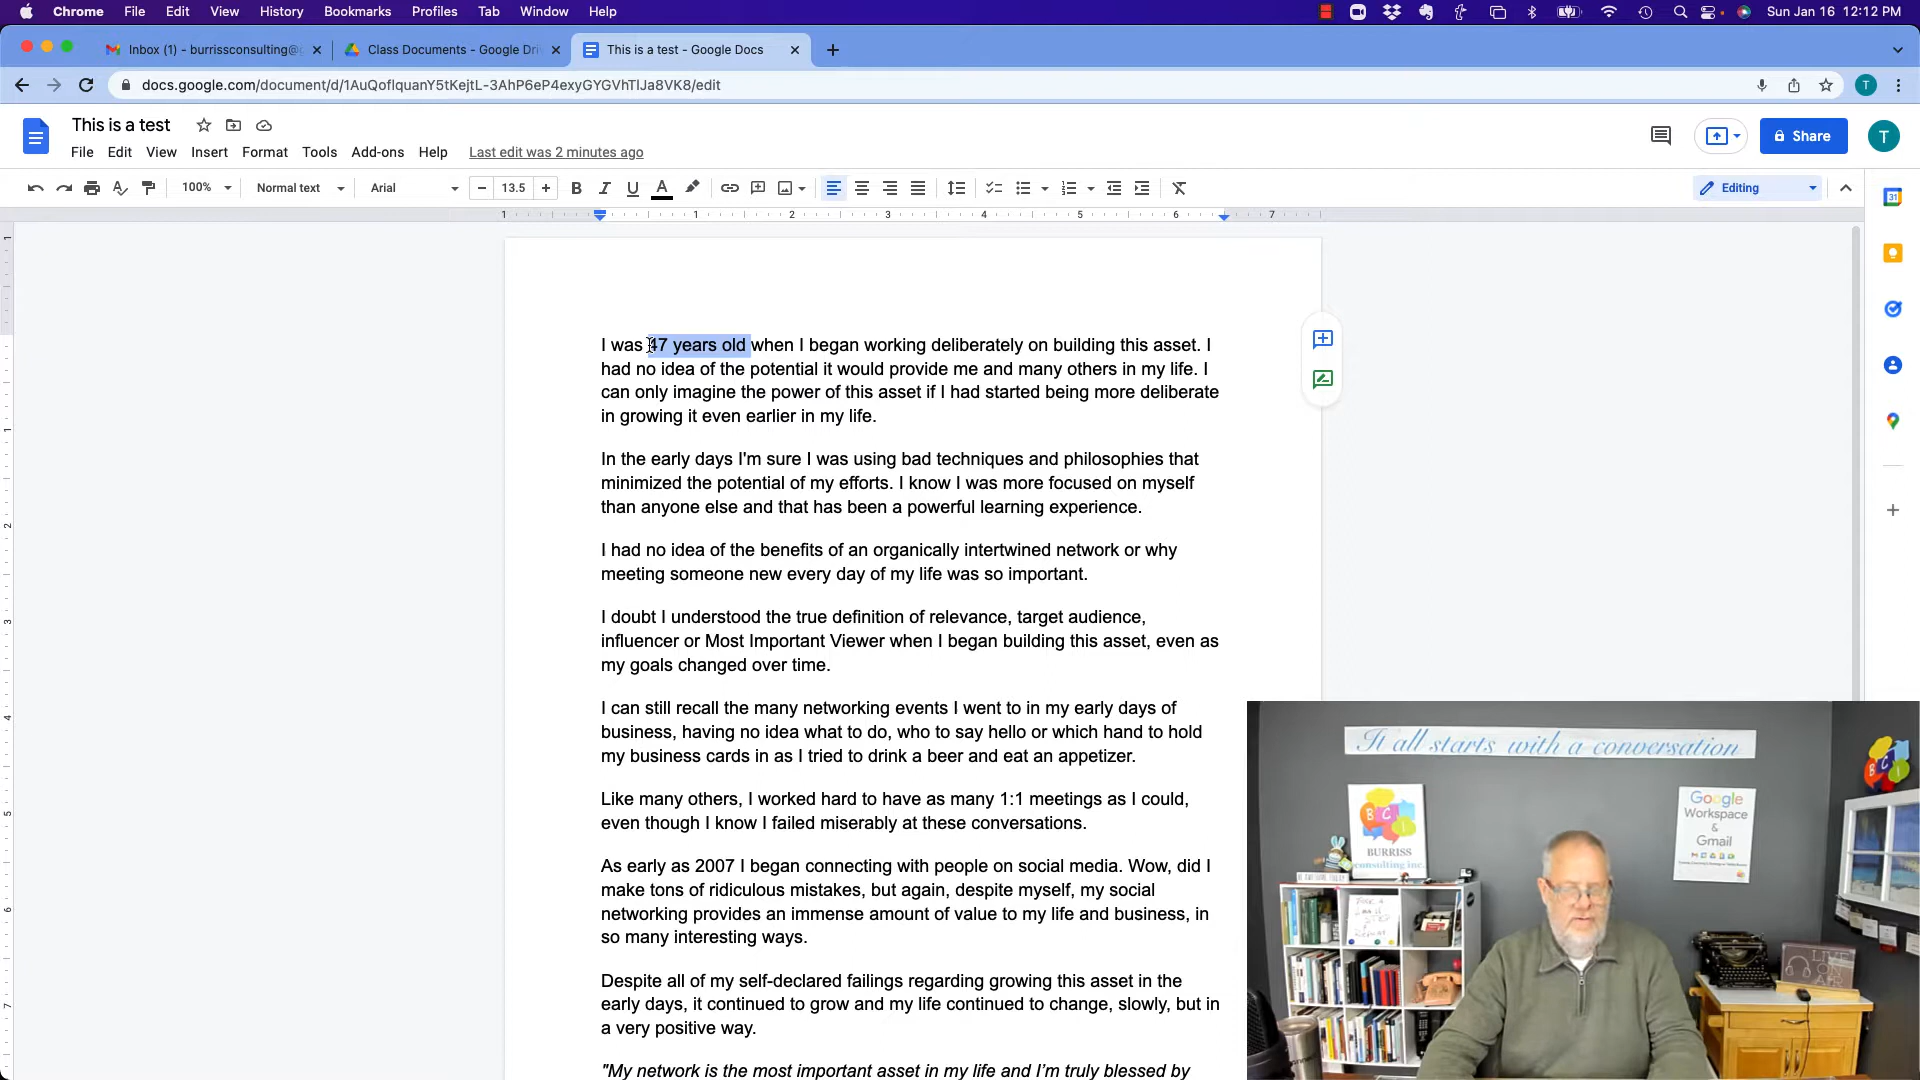 Chrome File Edit View History Bookmarks Profiles Tab Window Help Sun Jan 16 12:12 PM
Inbox (1) - burrissconsulting@ Class Documents - Google Dri This is a test - Google Docs
docs.google.com/document/d/1AuQofIquanY5tKejtL-3AhP6eP4exyGYGVhTlJa8VK8/edit T
This is a test Share T
File Edit View Insert Format Tools Add-ons Help Last edit was 2 minutes ago
100% Normal text Arial 13.5 B I U A Editing
1 1 2 3 4 5 6 7
I was 47 years old when I began working deliberately on building this asset. I
had no idea of the potential it would provide me and many others in my life. I
can only imagine the power of this asset if I had started being more deliberate
in growing it even earlier in my life.
In the early days I'm sure I was using bad techniques and philosophies that
minimized the potential of my efforts. I know I was more focused on myself
than anyone else and that has been a powerful learning experience.
I had no idea of the benefits of an organically intertwined network or why
meeting someone new every day of my life was so important.
I doubt I understood the true definition of relevance, target audience,
influencer or Most Important Viewer when I began building this asset, even as
my goals changed over time.
I can still recall the many networking events I went to in my early days of
business, having no idea what to do, who to say hello or which hand to hold
my business cards in as I tried to drink a beer and eat an appetizer.
Like many others, I worked hard to have as many 1:1 meetings as I could,
even though I know I failed miserably at these conversations.
As early as 2007 I began connecting with people on social media. Wow, did I
make tons of ridiculous mistakes, but again, despite myself, my social
networking provides an immense amount of value to my life and business, in
so many interesting ways.
Despite all of my self-declared failings regarding growing this asset in the
early days, it continued to grow and my life continued to change, slowly, but in
a very positive way.
"My network is the most important asset in my life and I'm truly blessed by
It all starts with a conversation
BCI
BURRISS
consulting inc.
Google
Workspace
&
Gmail
LIVE
ON
AIR
BCI